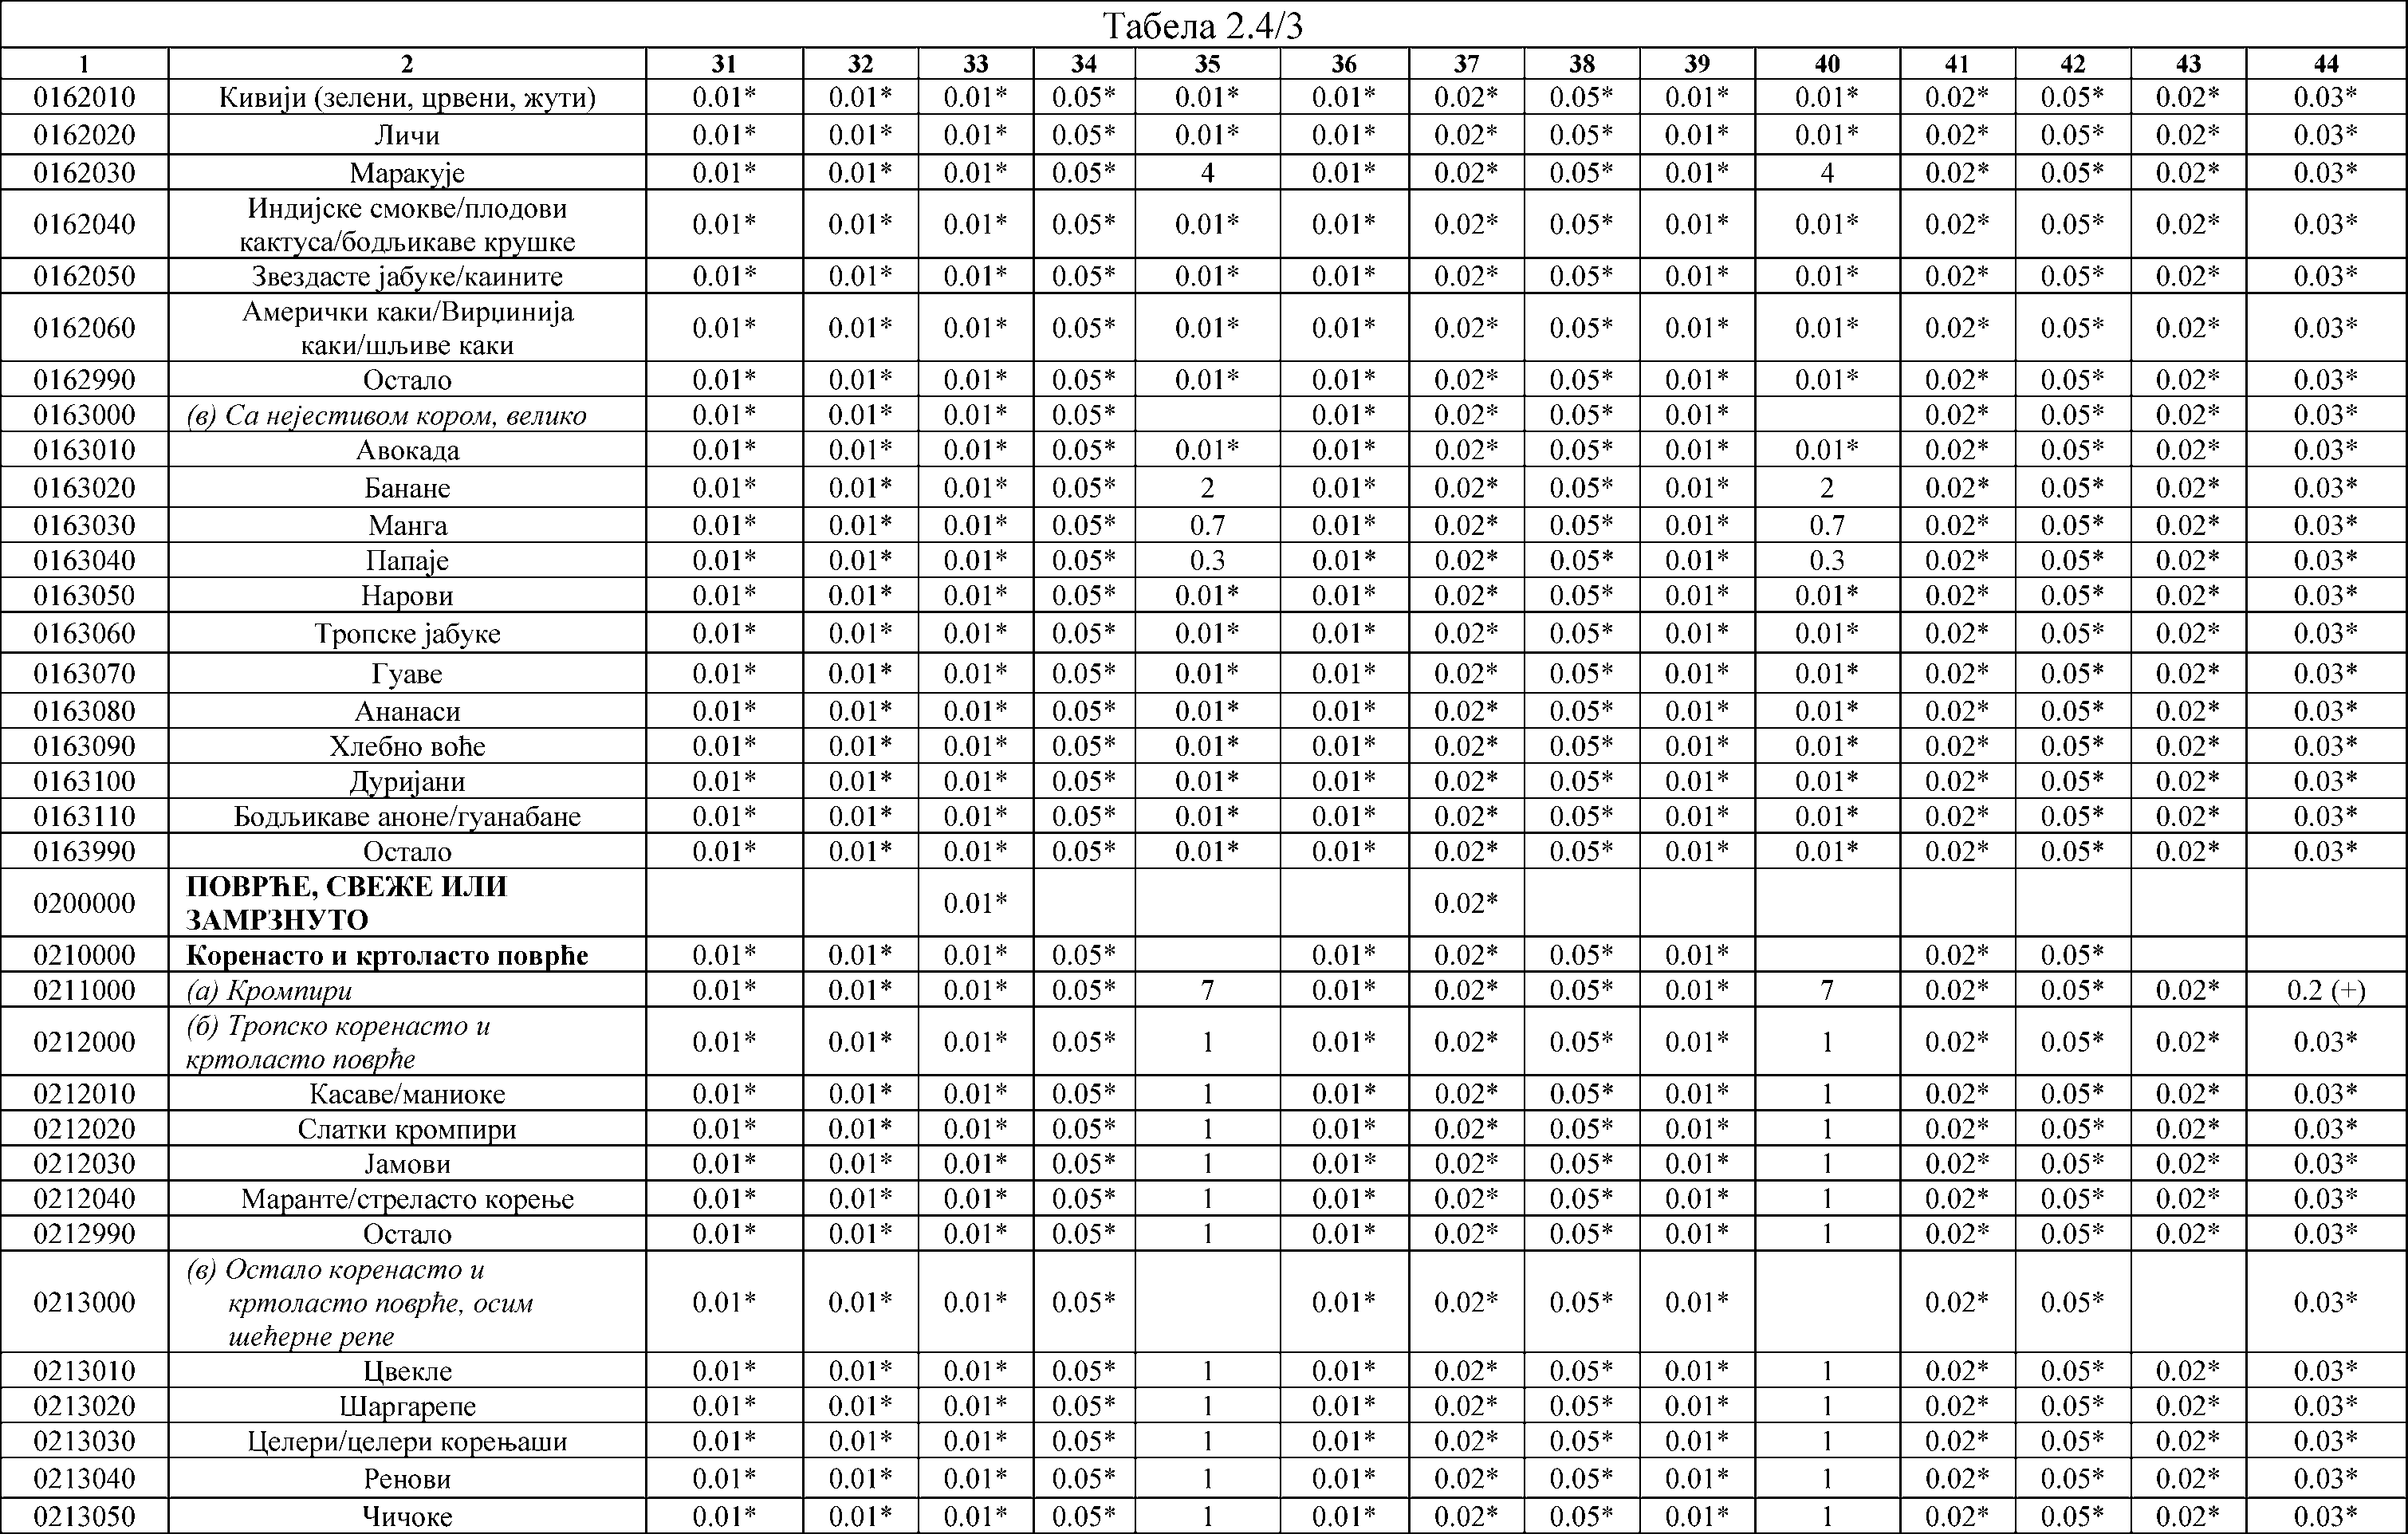 Табела 2.4/3
1 2 31 32 33 34 35 36 37 38 39 40 41 42 43 44
0162010 Кивији (зелени, црвени, жути) 0.01* 0.01* 0.01* 0.05* 0.01* 0.01* 0.02* 0.05* 0.01* 0.01* 0.02* 0.05* 0.02* 0.03*
0162020 Личи 0.01* 0.01* 0.01* 0.05* 0.01* 0.01* 0.02* 0.05* 0.01* 0.01* 0.02* 0.05* 0.02* 0.03*
0162030 Маракује 0.01* 0.01* 0.01* 0.05* 4 0.01* 0.02* 0.05* 0.01* 4 0.02* 0.05* 0.02* 0.03*
0162040 Индијске смокве/плодови
кактуса/бодљикаве крушке 0.01* 0.01* 0.01* 0.05* 0.01* 0.01* 0.02* 0.05* 0.01* 0.01* 0.02* 0.05* 0.02* 0.03*
0162050 Звездасте јабуке/каините 0.01* 0.01* 0.01* 0.05* 0.01* 0.01* 0.02* 0.05* 0.01* 0.01* 0.02* 0.05* 0.02* 0.03*
0162060 Амерички каки/Вирџинија
каки/шљиве каки 0.01* 0.01* 0.01* 0.05* 0.01* 0.01* 0.02* 0.05* 0.01* 0.01* 0.02* 0.05* 0.02* 0.03*
0162990 Остало 0.01* 0.01* 0.01* 0.05* 0.01* 0.01* 0.02* 0.05* 0.01* 0.01* 0.02* 0.05* 0.02* 0.03*
0163000 (в) Са нејестивом кором, велико 0.01* 0.01* 0.01* 0.05* 0.01* 0.02* 0.05* 0.01* 0.02* 0.05* 0.02* 0.03*
0163010 Авокада 0.01* 0.01* 0.01* 0.05* 0.01* 0.01* 0.02* 0.05* 0.01* 0.01* 0.02* 0.05* 0.02* 0.03*
0163020 Банане 0.01* 0.01* 0.01* 0.05* 2 0.01* 0.02* 0.05* 0.01* 2 0.02* 0.05* 0.02* 0.03*
0163030 Манга 0.01* 0.01* 0.01* 0.05* 0.7 0.01* 0.02* 0.05* 0.01* 0.7 0.02* 0.05* 0.02* 0.03*
0163040 Папаје 0.01* 0.01* 0.01* 0.05* 0.3 0.01* 0.02* 0.05* 0.01* 0.3 0.02* 0.05* 0.02* 0.03*
0163050 Нарови 0.01* 0.01* 0.01* 0.05* 0.01* 0.01* 0.02* 0.05* 0.01* 0.01* 0.02* 0.05* 0.02* 0.03*
0163060 Тропске јабуке 0.01* 0.01* 0.01* 0.05* 0.01* 0.01* 0.02* 0.05* 0.01* 0.01* 0.02* 0.05* 0.02* 0.03*
0163070 Гуаве 0.01* 0.01* 0.01* 0.05* 0.01* 0.01* 0.02* 0.05* 0.01* 0.01* 0.02* 0.05* 0.02* 0.03*
0163080 Ананаси 0.01* 0.01* 0.01* 0.05* 0.01* 0.01* 0.02* 0.05* 0.01* 0.01* 0.02* 0.05* 0.02* 0.03*
0163090 Хлебно воће 0.01* 0.01* 0.01* 0.05* 0.01* 0.01* 0.02* 0.05* 0.01* 0.01* 0.02* 0.05* 0.02* 0.03*
0163100 Дуријани 0.01* 0.01* 0.01* 0.05* 0.01* 0.01* 0.02* 0.05* 0.01* 0.01* 0.02* 0.05* 0.02* 0.03*
0163110 Бодљикаве аноне/гуанабане 0.01* 0.01* 0.01* 0.05* 0.01* 0.01* 0.02* 0.05* 0.01* 0.01* 0.02* 0.05* 0.02* 0.03*
0163990 Остало 0.01* 0.01* 0.01* 0.05* 0.01* 0.01* 0.02* 0.05* 0.01* 0.01* 0.02* 0.05* 0.02* 0.03*
0200000 ПОВРЋЕ, СВЕЖЕ ИЛИ
ЗАМРЗНУТО 0.01* 0.02*
0210000 Коренасто и кртоласто поврће 0.01* 0.01* 0.01* 0.05* 0.01* 0.02* 0.05* 0.01* 0.02* 0.05*
0211000 (а) Кромпири 0.01* 0.01* 0.01* 0.05* 7 0.01* 0.02* 0.05* 0.01* 7 0.02* 0.05* 0.02* 0.2 (+)
0212000 (б) Тропско коренасто и
кртоласто поврће 0.01* 0.01* 0.01* 0.05* 1 0.01* 0.02* 0.05* 0.01* 1 0.02* 0.05* 0.02* 0.03*
0212010 Касаве/маниоке 0.01* 0.01* 0.01* 0.05* 1 0.01* 0.02* 0.05* 0.01* 1 0.02* 0.05* 0.02* 0.03*
0212020 Слатки кромпири 0.01* 0.01* 0.01* 0.05* 1 0.01* 0.02* 0.05* 0.01* 1 0.02* 0.05* 0.02* 0.03*
0212030 Јамови 0.01* 0.01* 0.01* 0.05* 1 0.01* 0.02* 0.05* 0.01* 1 0.02* 0.05* 0.02* 0.03*
0212040 Маранте/стреласто корење 0.01* 0.01* 0.01* 0.05* 1 0.01* 0.02* 0.05* 0.01* 1 0.02* 0.05* 0.02* 0.03*
0212990 Остало 0.01* 0.01* 0.01* 0.05* 1 0.01* 0.02* 0.05* 0.01* 1 0.02* 0.05* 0.02* 0.03*
0213000 (в) Остало коренасто и
кртоласто поврће, осим
шећерне репе 0.01* 0.01* 0.01* 0.05* 0.01* 0.02* 0.05* 0.01* 0.02* 0.05* 0.03*
0213010 Цвекле 0.01* 0.01* 0.01* 0.05* 1 0.01* 0.02* 0.05* 0.01* 1 0.02* 0.05* 0.02* 0.03*
0213020 Шаргарепе 0.01* 0.01* 0.01* 0.05* 1 0.01* 0.02* 0.05* 0.01* 1 0.02* 0.05* 0.02* 0.03*
0213030 Целери/целери корењаши 0.01* 0.01* 0.01* 0.05* 1 0.01* 0.02* 0.05* 0.01* 1 0.02* 0.05* 0.02* 0.03*
0213040 Ренови 0.01* 0.01* 0.01* 0.05* 1 0.01* 0.02* 0.05* 0.01* 1 0.02* 0.05* 0.02* 0.03*
0213050 Чичоке 0.01* 0.01* 0.01* 0.05* 1 0.01* 0.02* 0.05* 0.01* 1 0.02* 0.05* 0.02* 0.03*